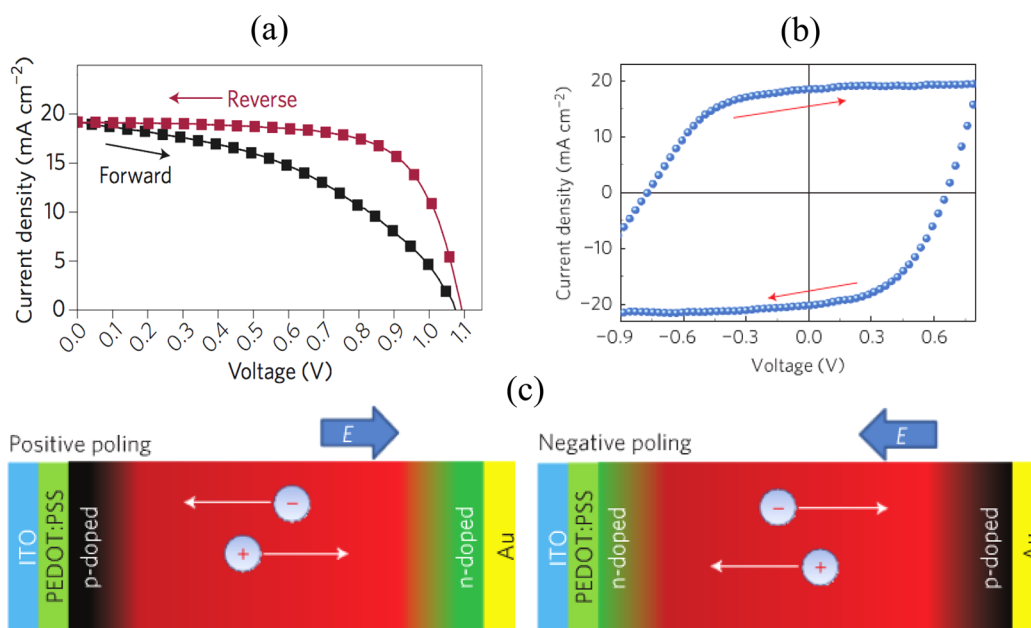 (a)
Current density (mA cm−2)
20
15
10
5
0
Reverse
Forward
0.0 0.1 0.2 0.3 0.4 0.5 0.6 0.7 0.8 0.9 1.0 1.1
Voltage (V)
(b)
Current density (mA cm−2)
20
10
0
−10
−20
−0.9 −0.6 −0.3 0.0 0.3 0.6
Voltage (V)
(c)
Positive poling
E
ITO
PEDOT:PSS
p-doped
−
+
n-doped
Au
Negative poling
E
ITO
PEDOT:PSS
n-doped
−
+
p-doped
Au